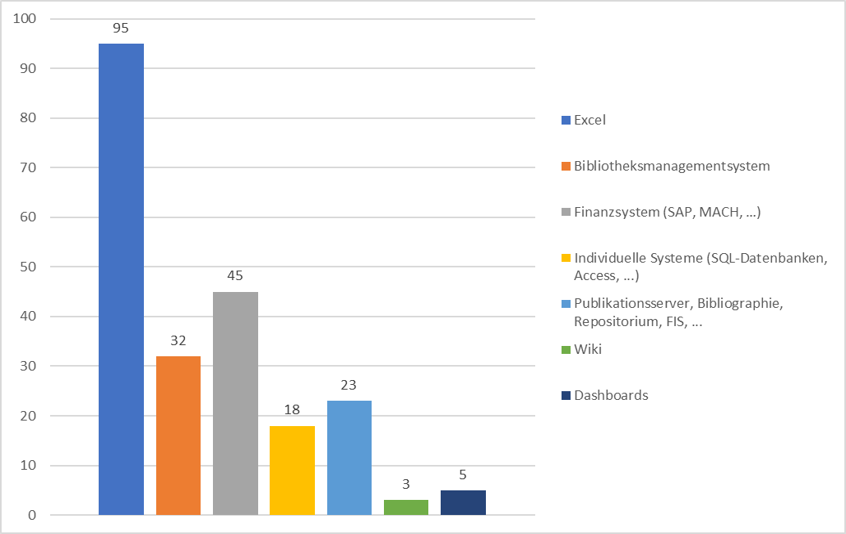 100
90
80
70
60
50
40
30
20
10
0
95
32
45
18
23
3
5
Excel
Bibliotheksmanagementsystem
Finanzsystem (SAP, MACH, ...)
Individuelle Systeme (SQL-Datenbanken,
Access, ...)
Publikationsserver, Bibliographie,
Repositorium, FIS, ...
Wiki
Dashboards